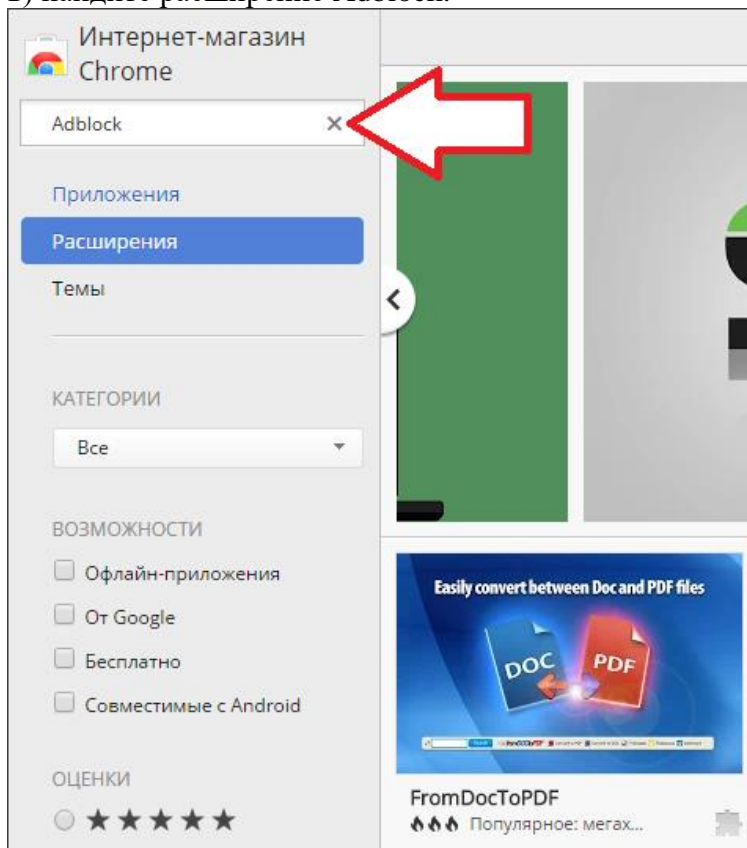 Интернет-магазин
Chrome
Adblock
Приложения
Расширения
Темы
КАТЕГОРИИ
Все
ВОЗМОЖНОСТИ
Офлайн-приложения
От Google
Бесплатно
Совместимые с Android
ОЦЕНКИ
Easily convert between Doc and PDF files
DOC
PDF
FromDocToPDF
Популярное: мегах...